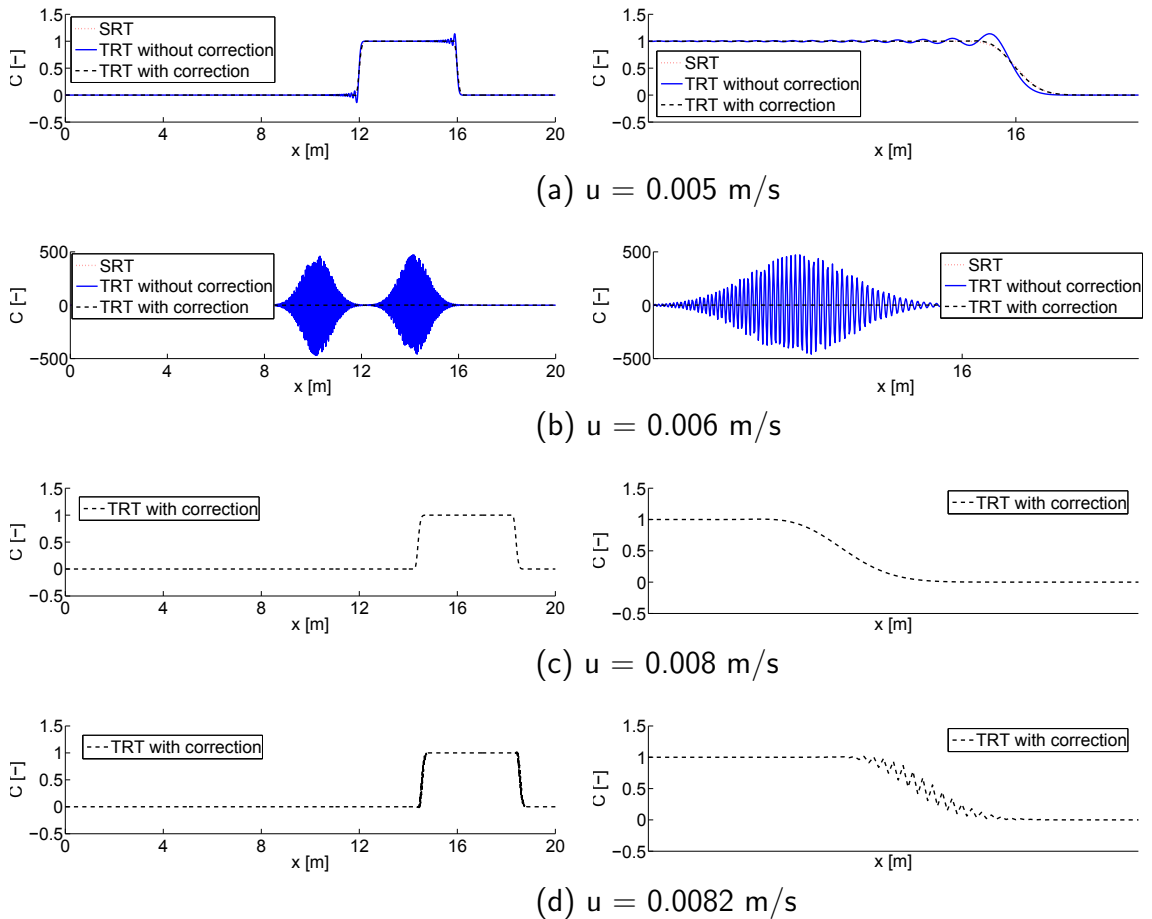 1.5
1
0.5
0
−0.5
C [−]
SRT
TRT without correction
TRT with correction
0 4 8 12 16 20
x [m]
1.5
1
0.5
0
−0.5
C [−]
SRT
TRT without correction
TRT with correction
16
x [m]
(a) u = 0.005 m/s
500
0
−500
C [−]
SRT
TRT without correction
TRT with correction
0 4 8 12 16 20
x [m]
500
0
−500
C [−]
SRT
TRT without correction
TRT with correction
16
x [m]
(b) u = 0.006 m/s
1.5
1
0.5
0
−0.5
C [−]
TRT with correction
0 4 8 12 16 20
x [m]
1.5
1
0.5
0
−0.5
C [−]
TRT with correction
x [m]
(c) u = 0.008 m/s
1.5
1
0.5
0
−0.5
C [−]
TRT with correction
0 4 8 12 16 20
x [m]
1.5
1
0.5
0
−0.5
C [−]
TRT with correction
x [m]
(d) u = 0.0082 m/s